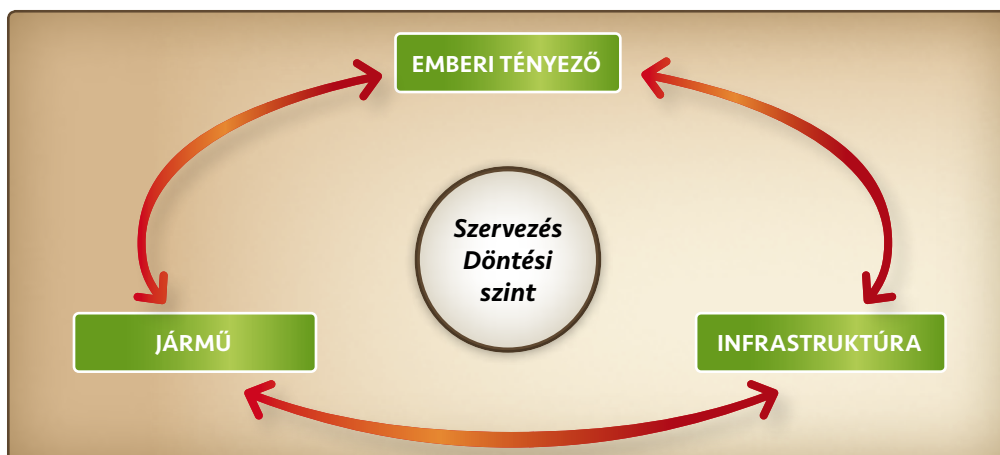 EMBERI TÉNYEZŐ
Szervezés
Döntési
szint
JÁRMŰ
INFRASTRUKTÚRA